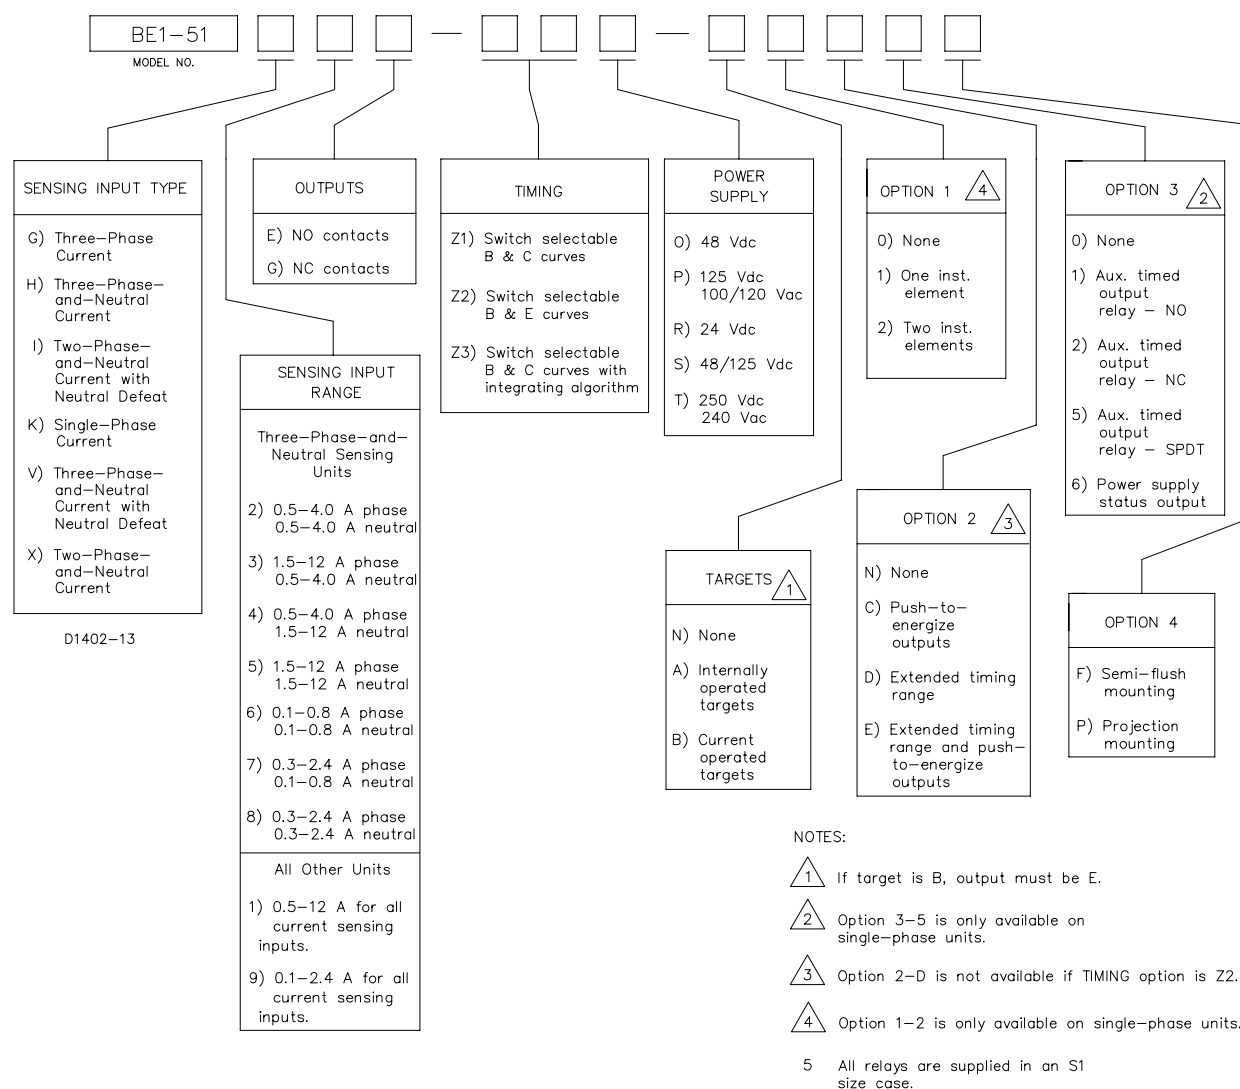 BE1-51
MODEL NO.
SENSING INPUT TYPE
G) Three-Phase
Current
H) Three-Phase-
and-Neutral
Current
I) Two-Phase-
and-Neutral
Current with
Neutral Defeat
K) Single-Phase
Current
V) Three-Phase-
and-Neutral
Current with
Neutral Defeat
X) Two-Phase-
and-Neutral
Current
D1402-13
OUTPUTS
E) NO contacts
G) NC contacts
SENSING INPUT
RANGE
Three-Phase-and-
Neutral Sensing
Units
2) 0.5-4.0 A phase
0.5-4.0 A neutral
3) 1.5-12 A phase
0.5-4.0 A neutral
4) 0.5-4.0 A phase
1.5-12 A neutral
5) 1.5-12 A phase
1.5-12 A neutral
6) 0.1-0.8 A phase
0.1-0.8 A neutral
7) 0.3-2.4 A phase
0.1-0.8 A neutral
8) 0.3-2.4 A phase
0.3-2.4 A neutral
All Other Units
1) 0.5-12 A for all
current sensing
inputs.
9) 0.1-2.4 A for all
current sensing
inputs.
TIMING
Z1) Switch selectable
B & C curves
Z2) Switch selectable
B & E curves
Z3) Switch selectable
B & C curves with
integrating algorithm
POWER
SUPPLY
O) 48 Vdc
P) 125 Vdc
100/120 Vac
R) 24 Vdc
S) 48/125 Vdc
T) 250 Vdc
240 Vac
TARGETS 1
N) None
A) Internally
operated
targets
B) Current
operated
targets
OPTION 1 4
0) None
1) One inst.
element
2) Two inst.
elements
OPTION 2 3
N) None
C) Push-to-
energize
outputs
D) Extended timing
range
E) Extended timing
range and push-
to-energize
outputs
OPTION 3 2
0) None
1) Aux. timed
output
relay - NO
2) Aux. timed
output
relay - NC
5) Aux. timed
output
relay - SPDT
6) Power supply
status output
OPTION 4
F) Semi-flush
mounting
P) Projection
mounting
NOTES:
1 If target is B, output must be E.
2 Option 3-5 is only available on
single-phase units.
3 Option 2-D is not available if TIMING option is Z2.
4 Option 1-2 is only available on single-phase units.
5 All relays are supplied in an S1
size case.